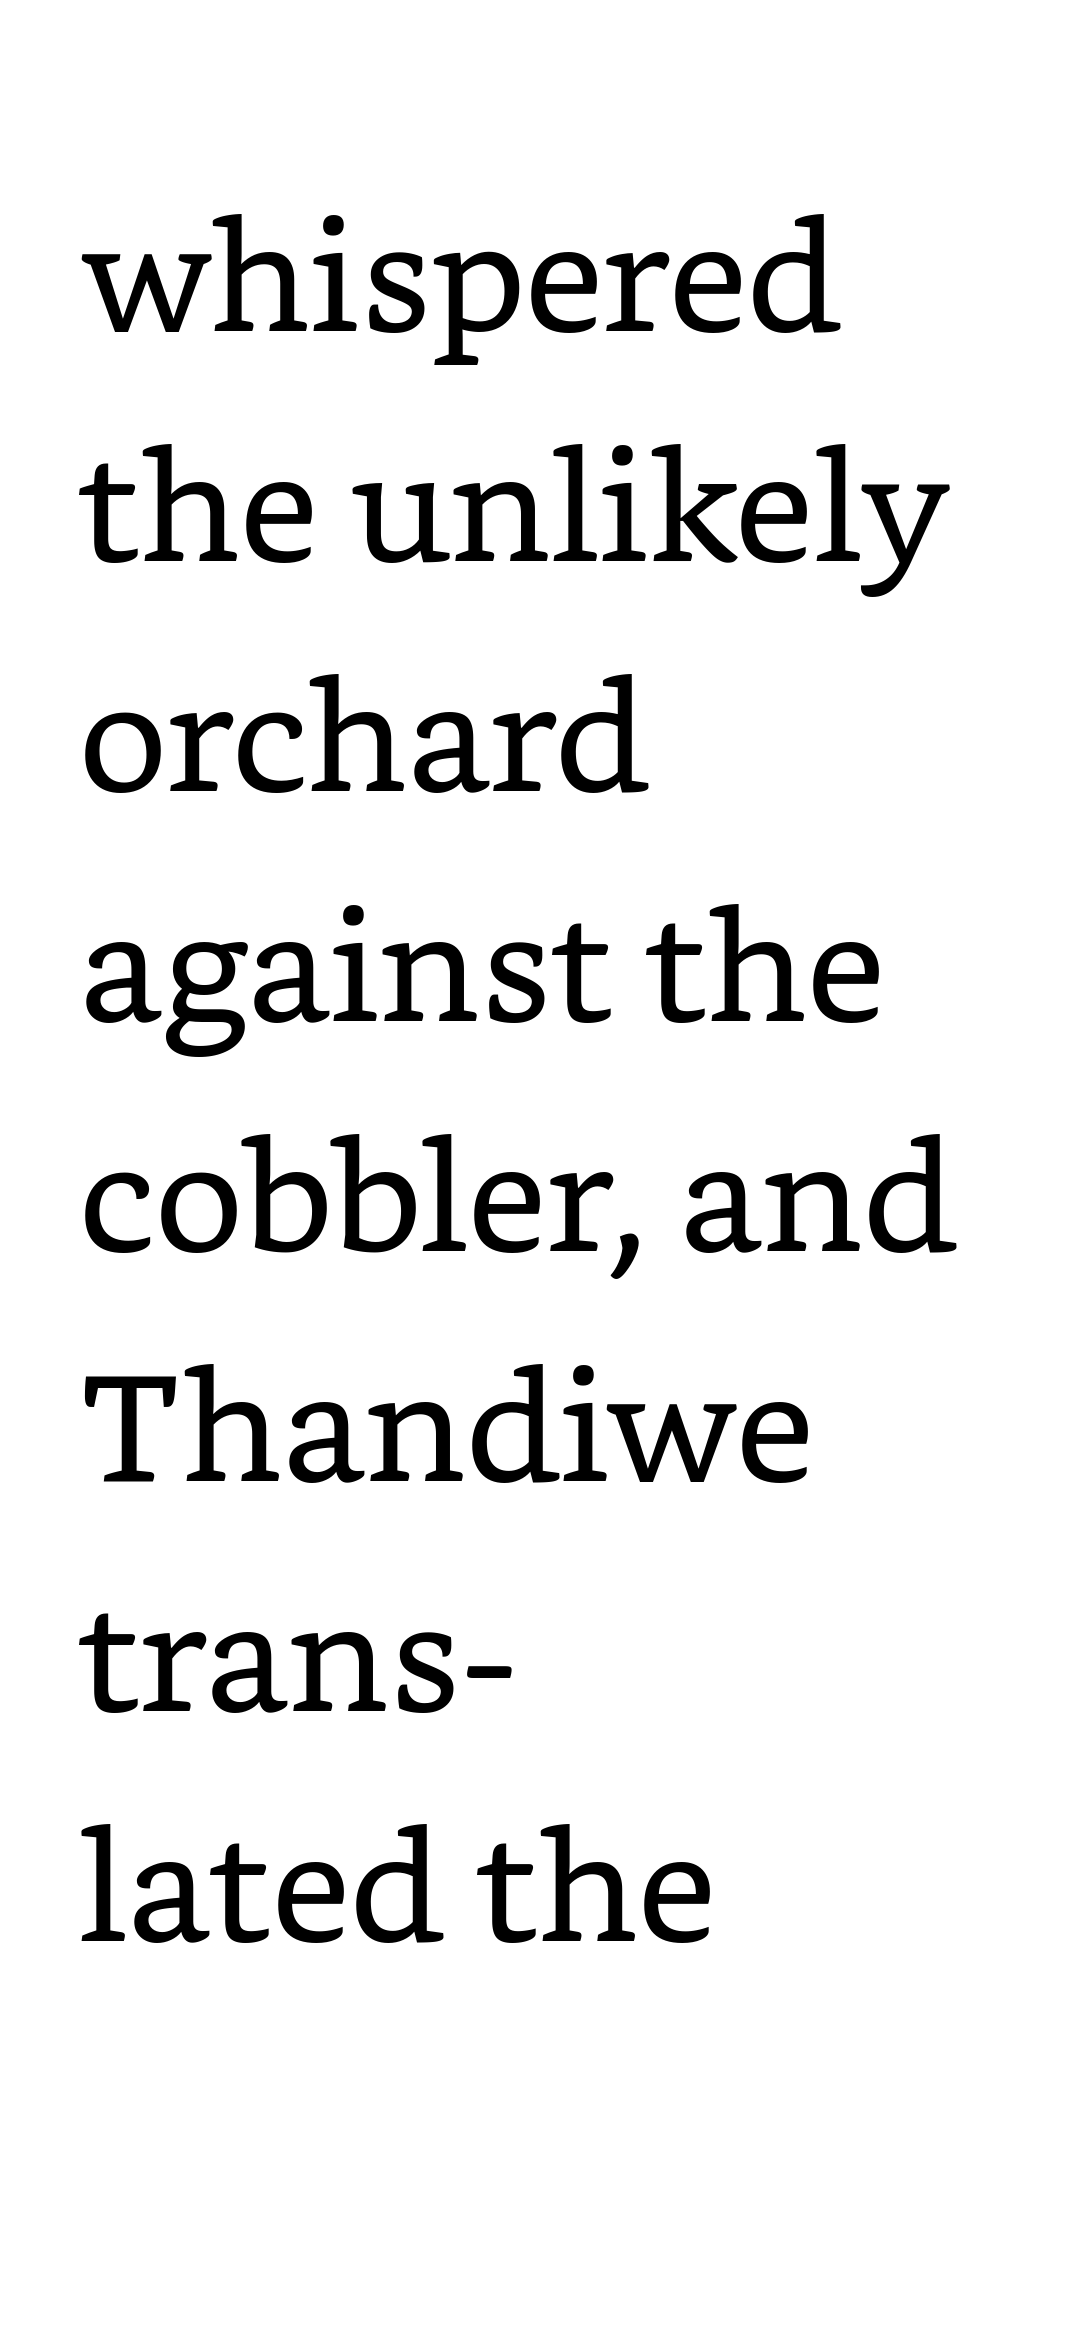 whispered
the unlikely
orchard
against the
cobbler, and
Thandiwe
trans-
lated the